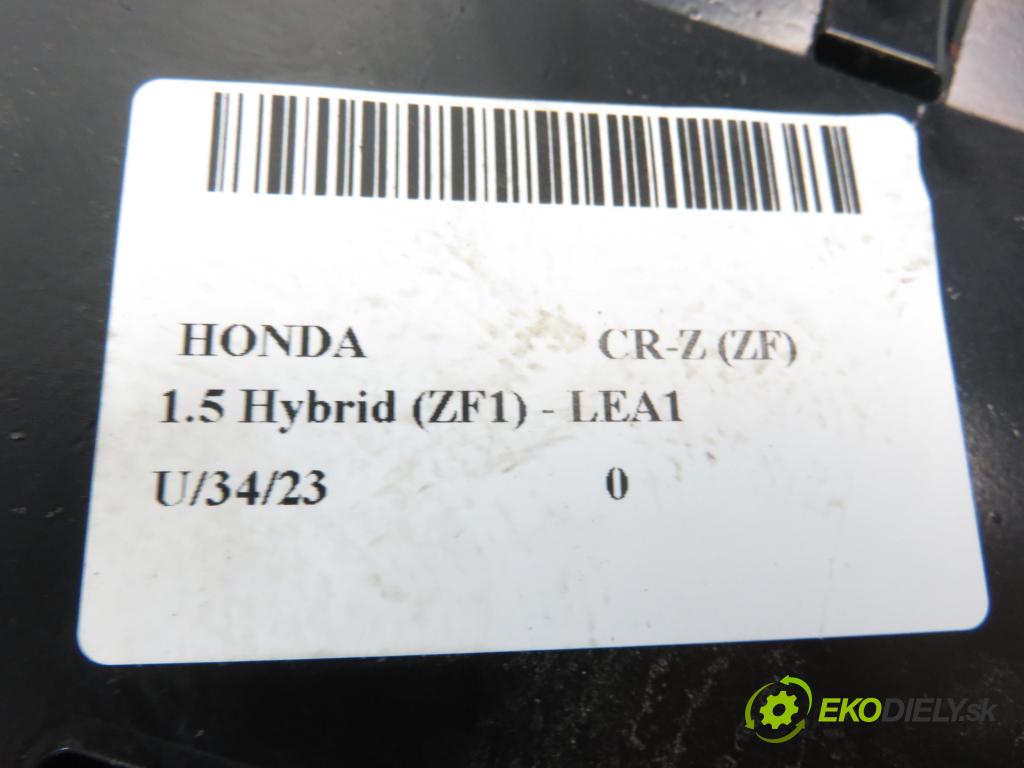 HONDA CR-Z (ZF)
1.5 Hybrid (ZF1) - LEA1
U/34/23 0
EKODIELY.sk